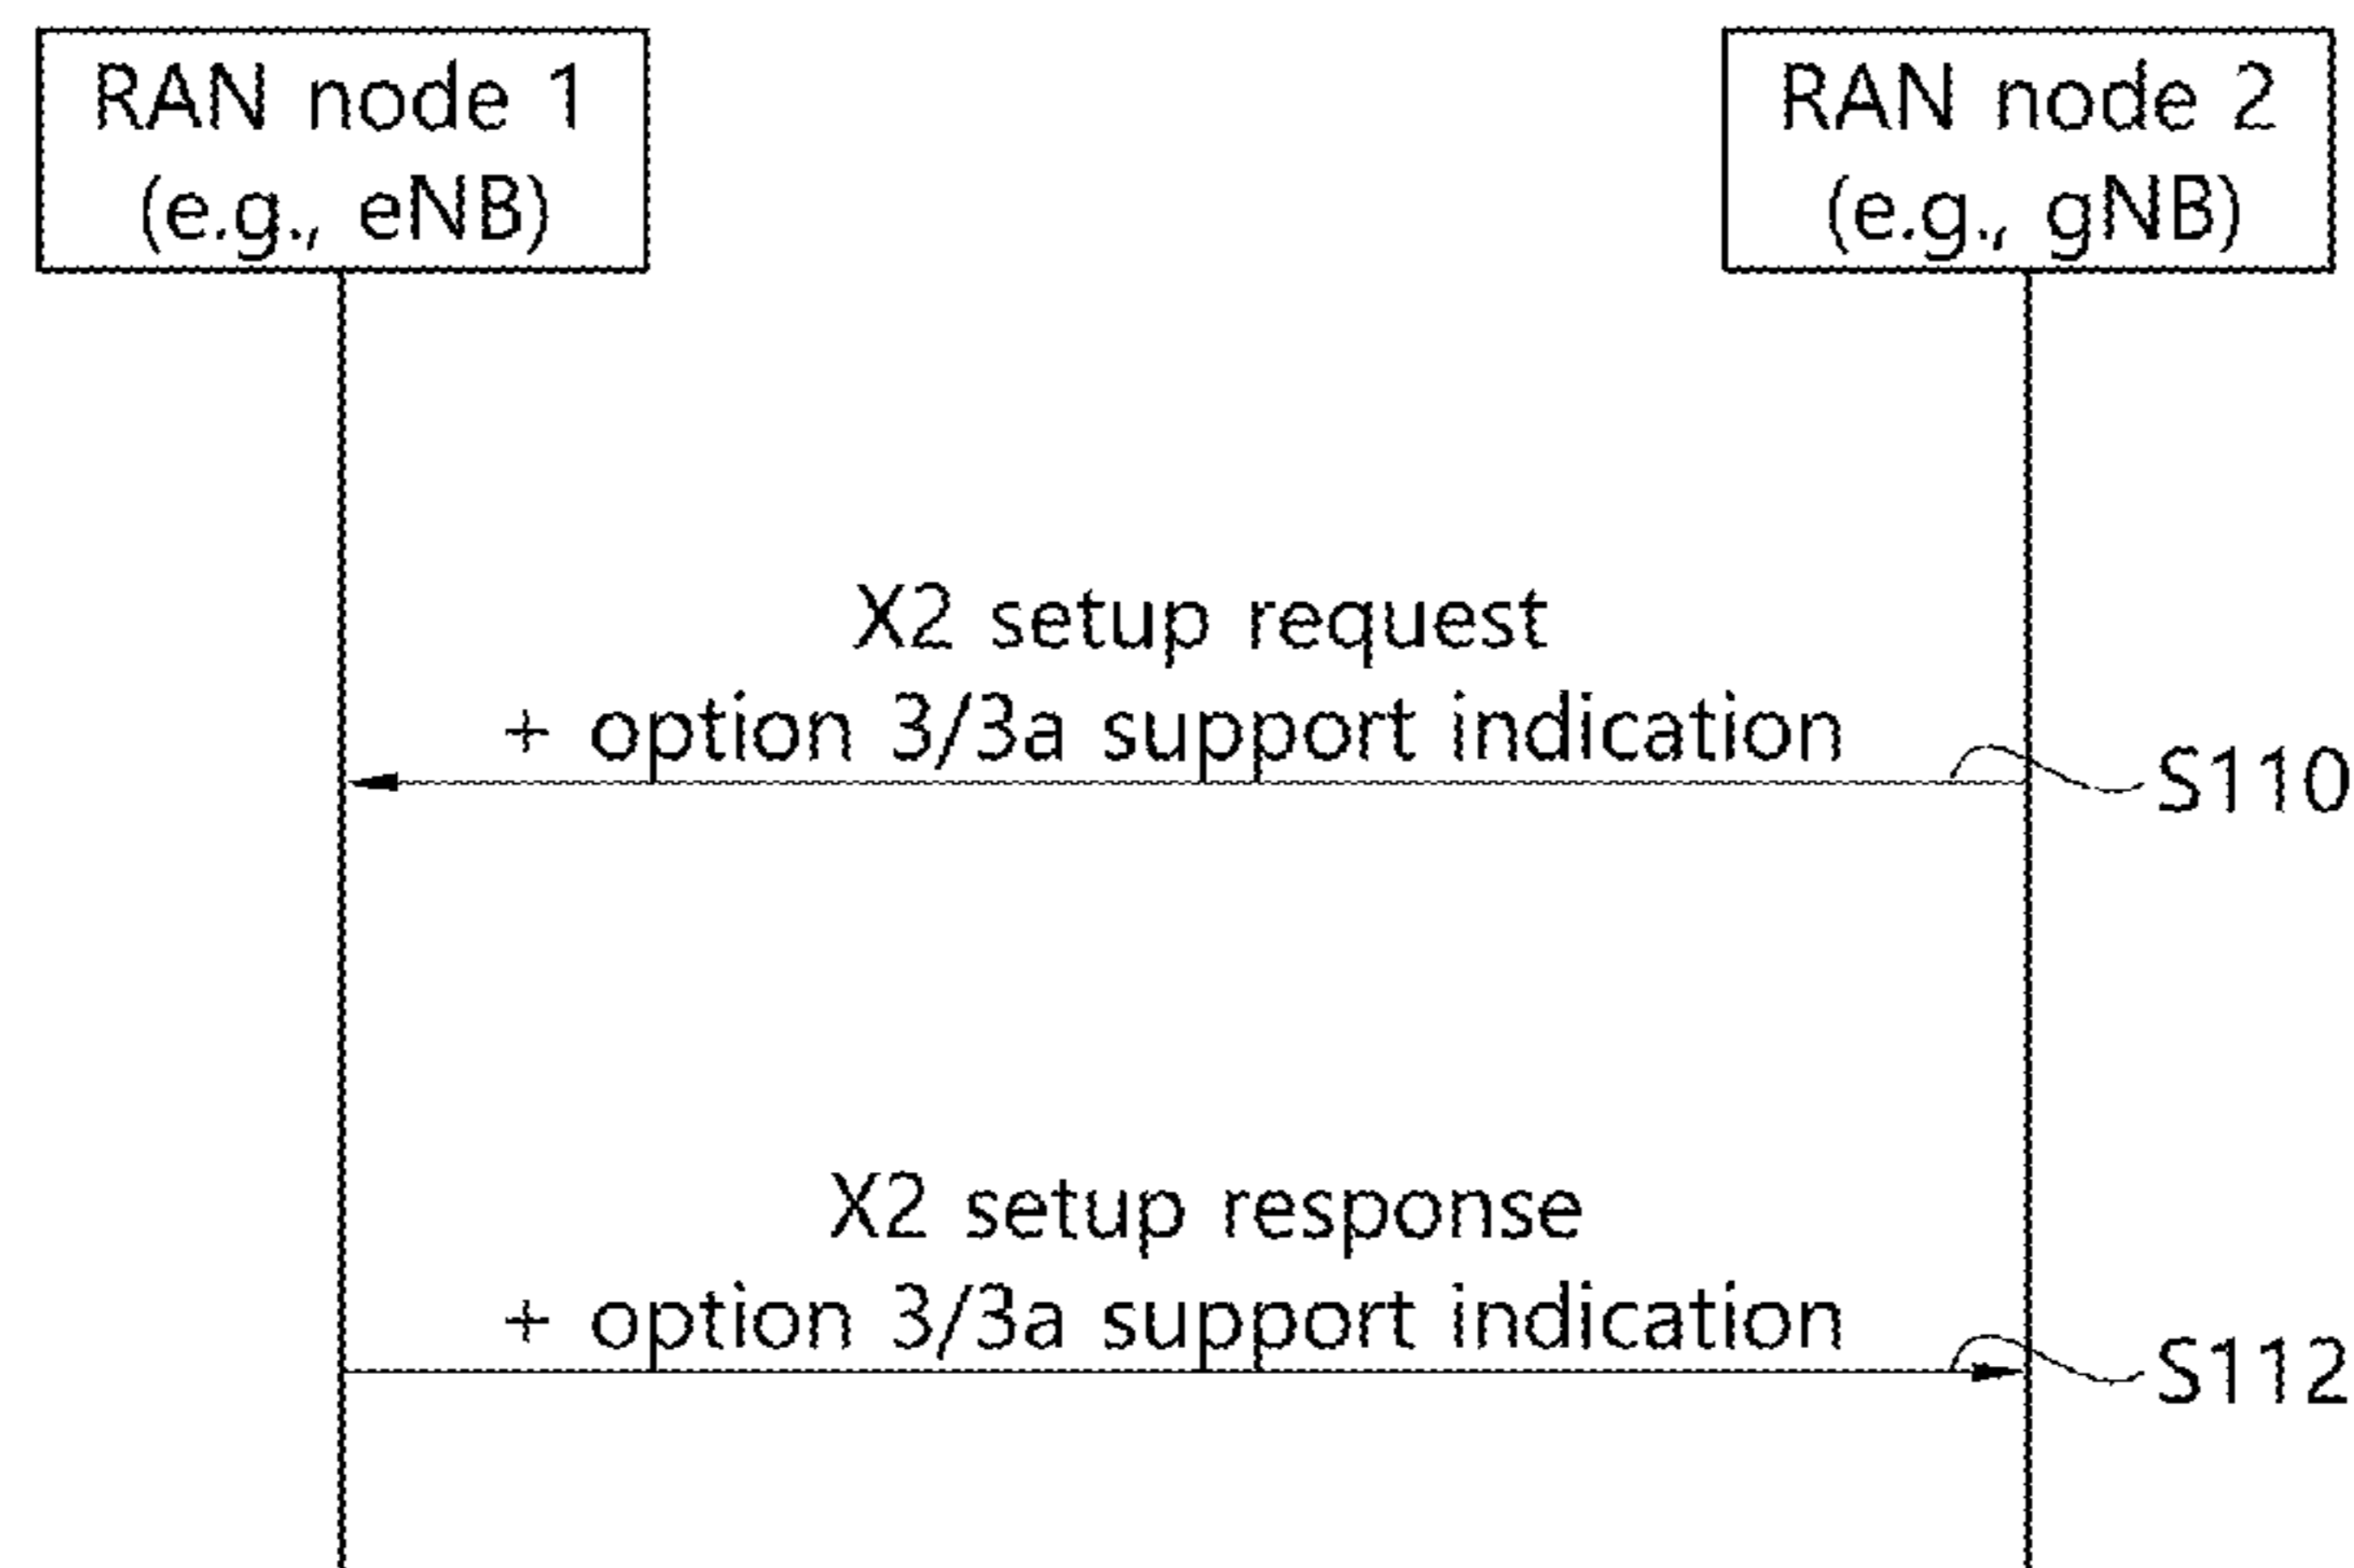 RAN node 1
(e.g., eNB)
RAN node 2
(e.g., gNB)
X2 setup request
+ option 3/3a support indication
S110
X2 setup response
+ option 3/3a support indication
S112